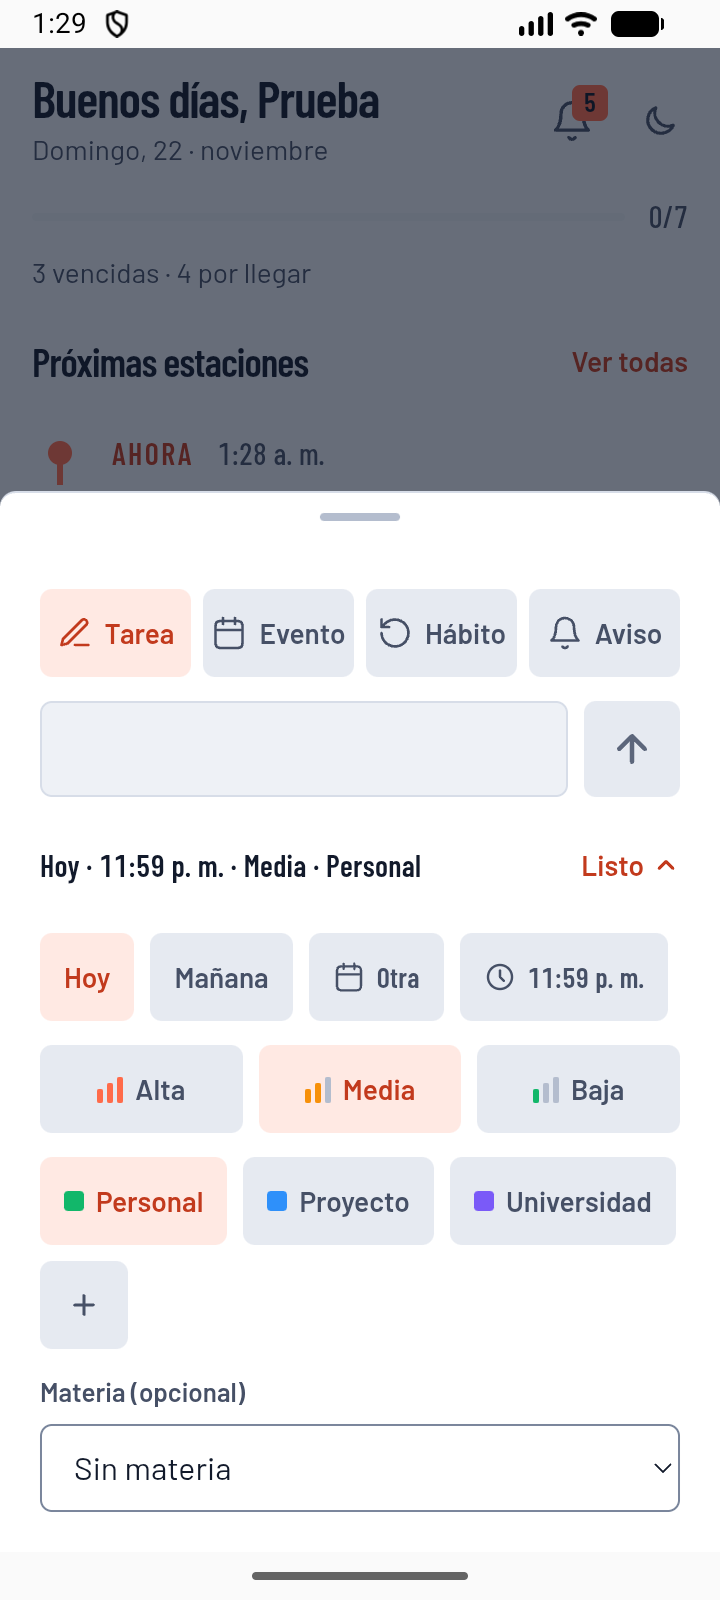 1:29
Buenos días, Prueba
5
Domingo, 22 · noviembre
0/7
3 vencidas · 4 por llegar
Próximas estaciones
Ver todas
AHORA 1:28 a. m.
Tarea
Evento
Hábito
Aviso
Hoy · 11:59 p. m. · Media · Personal
Listo
Hoy
Mañana
Otra
11:59 p. m.
Alta
Media
Baja
Personal
Proyecto
Universidad
+
Materia (opcional)
Sin materia